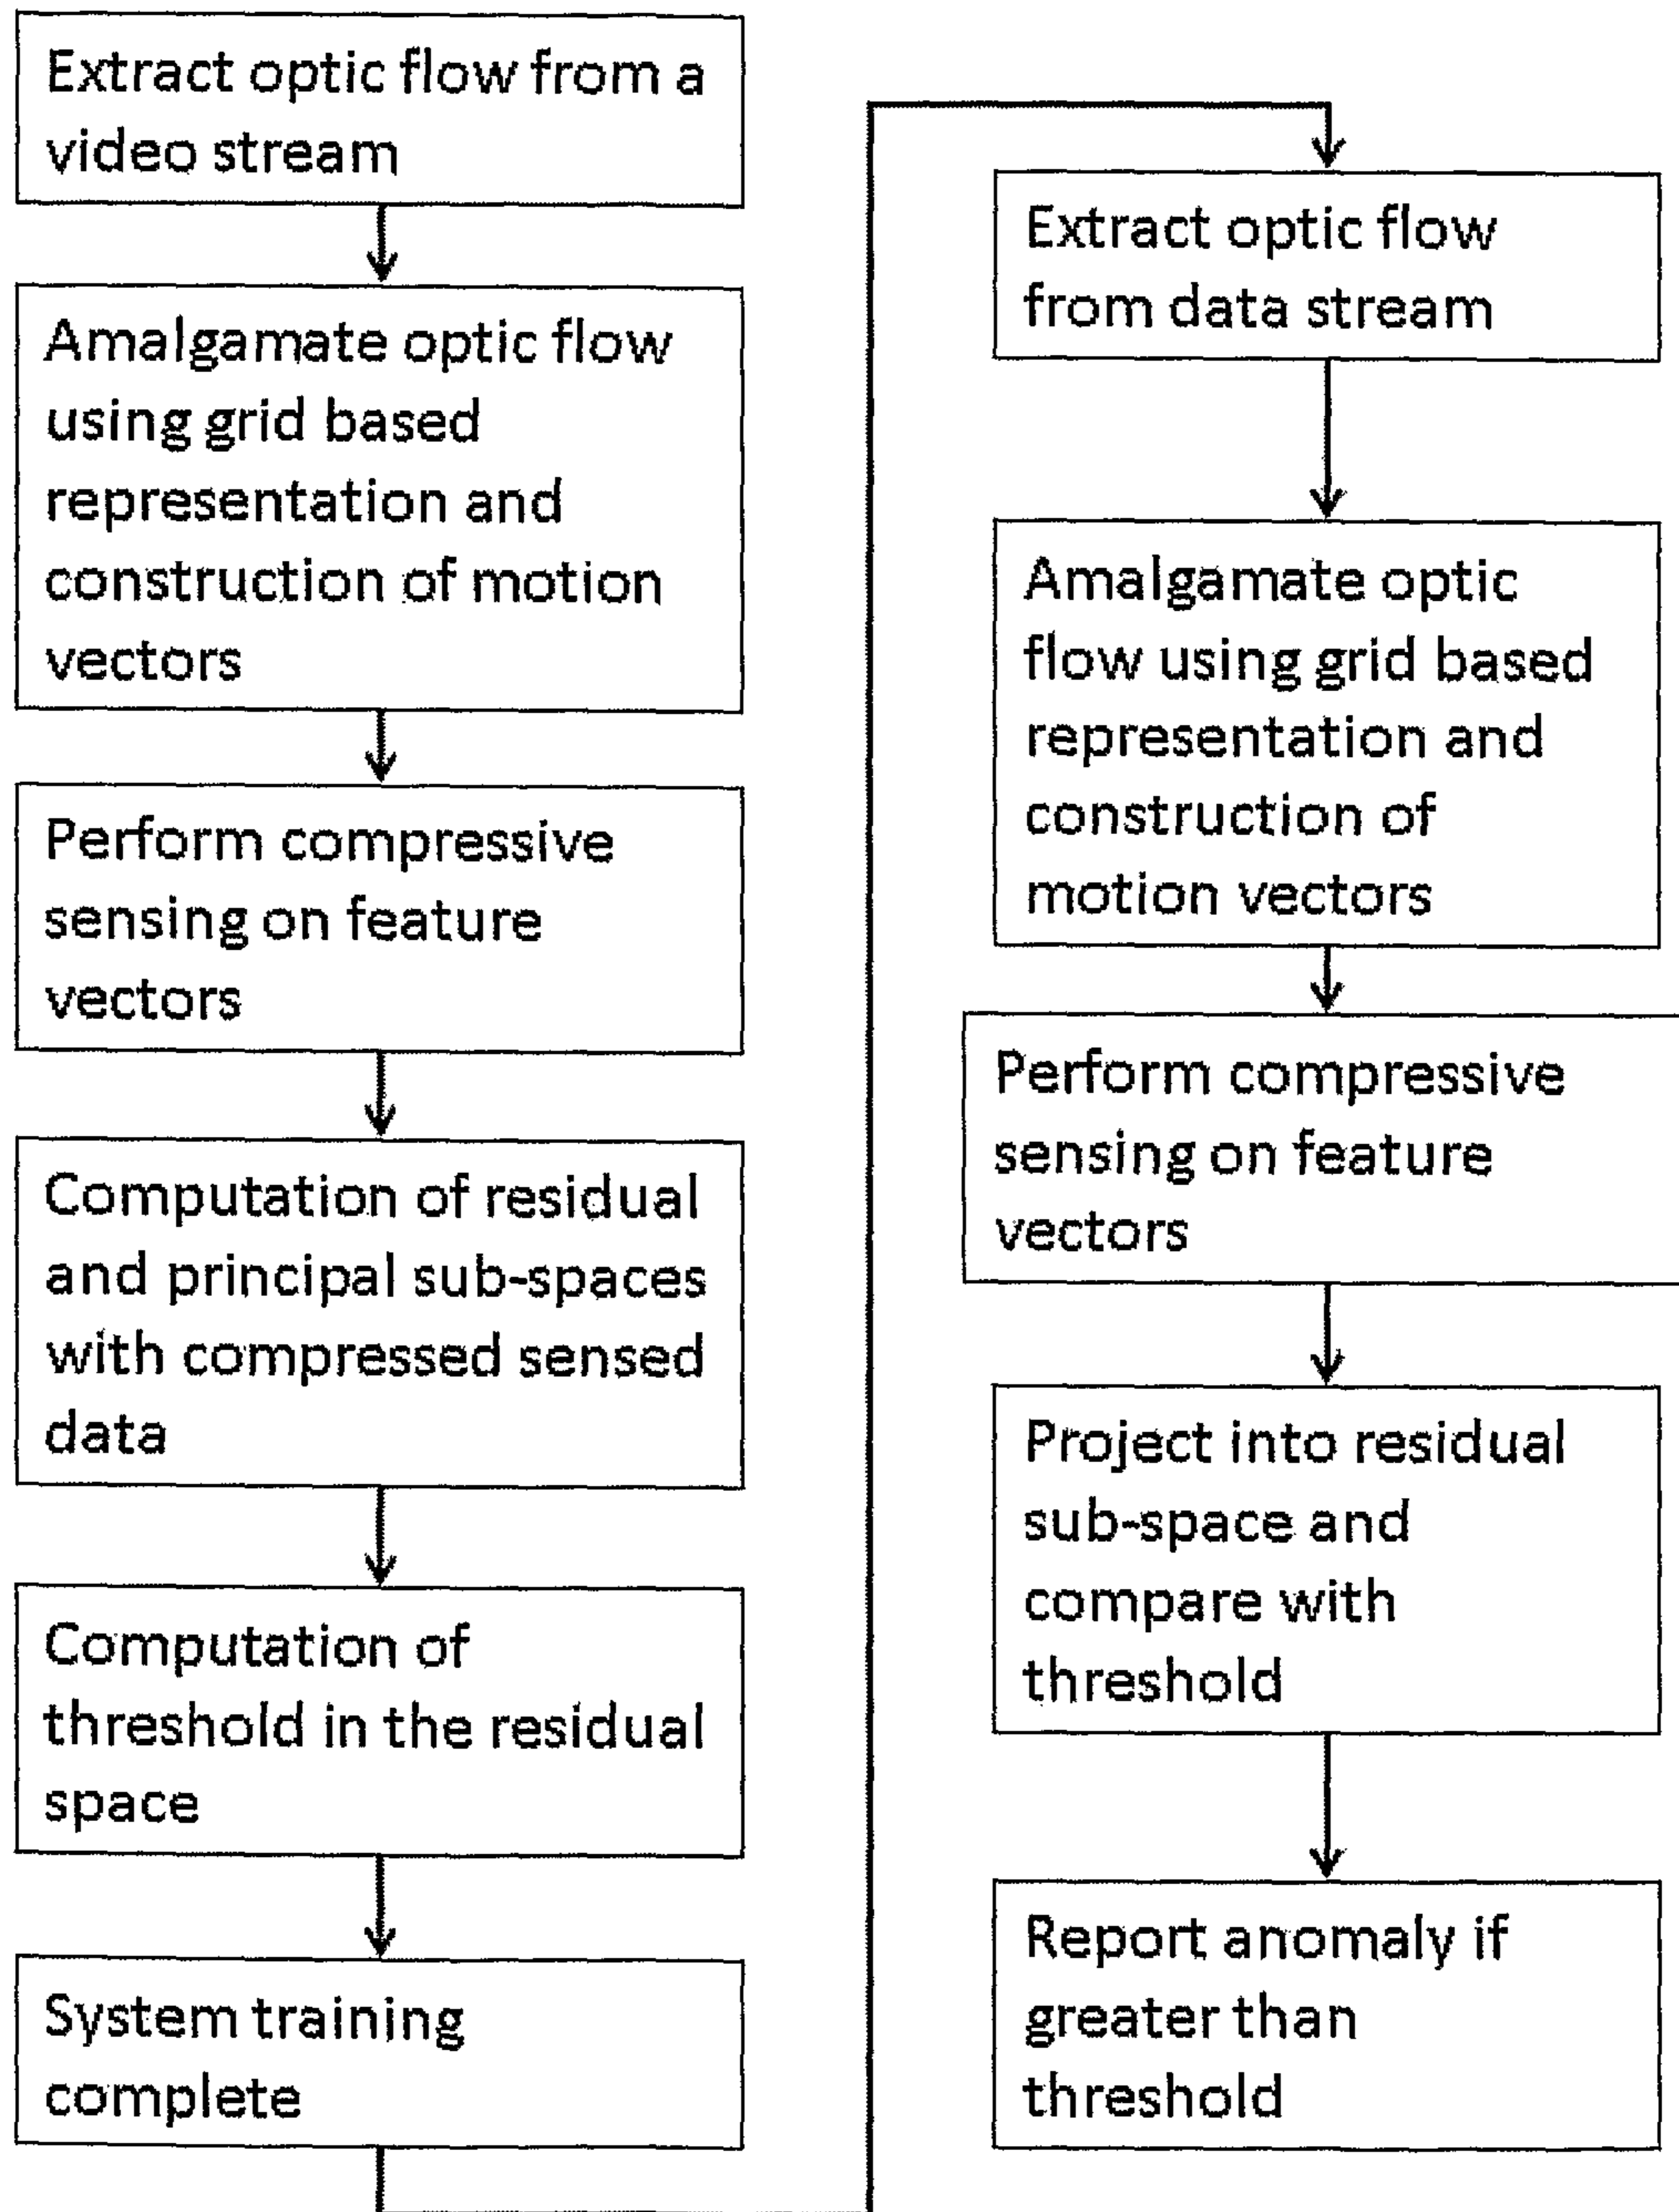 Extract optic flow from a
video stream
Amalgamate optic flow
using grid based
representation and
construction of motion
vectors
Perform compressive
sensing on feature
vectors
Computation of residual
and principal sub-spaces
with compressed sensed
data
Computation of
threshold in the residual
space
System training
complete
Extract optic flow
from data stream
Amalgamate optic
flow using grid based
representation and
construction of
motion vectors
Perform compressive
sensing on feature
vectors
Project into residual
sub-space and
compare with
threshold
Report anomaly if
greater than
threshold